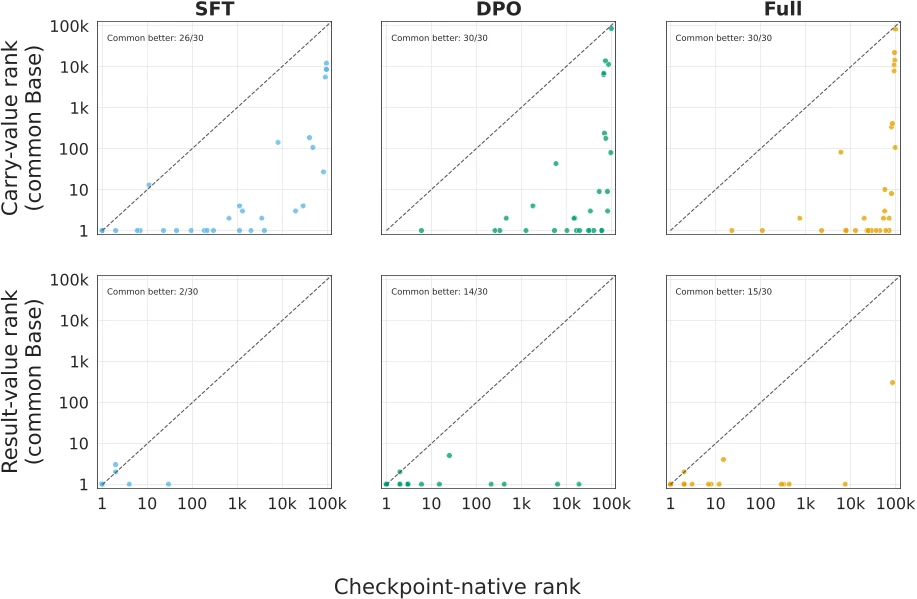 SFT
DPO
Full
Carry-value rank
(common Base)
100k
10k
1k
100
10
1
Common better: 26/30
Common better: 30/30
Common better: 30/30
Result-value rank
(common Base)
100k
10k
1k
100
10
1
Common better: 2/30
Common better: 14/30
Common better: 15/30
1 10 100 1k 10k 100k
1 10 100 1k 10k 100k
1 10 100 1k 10k 100k
Checkpoint-native rank